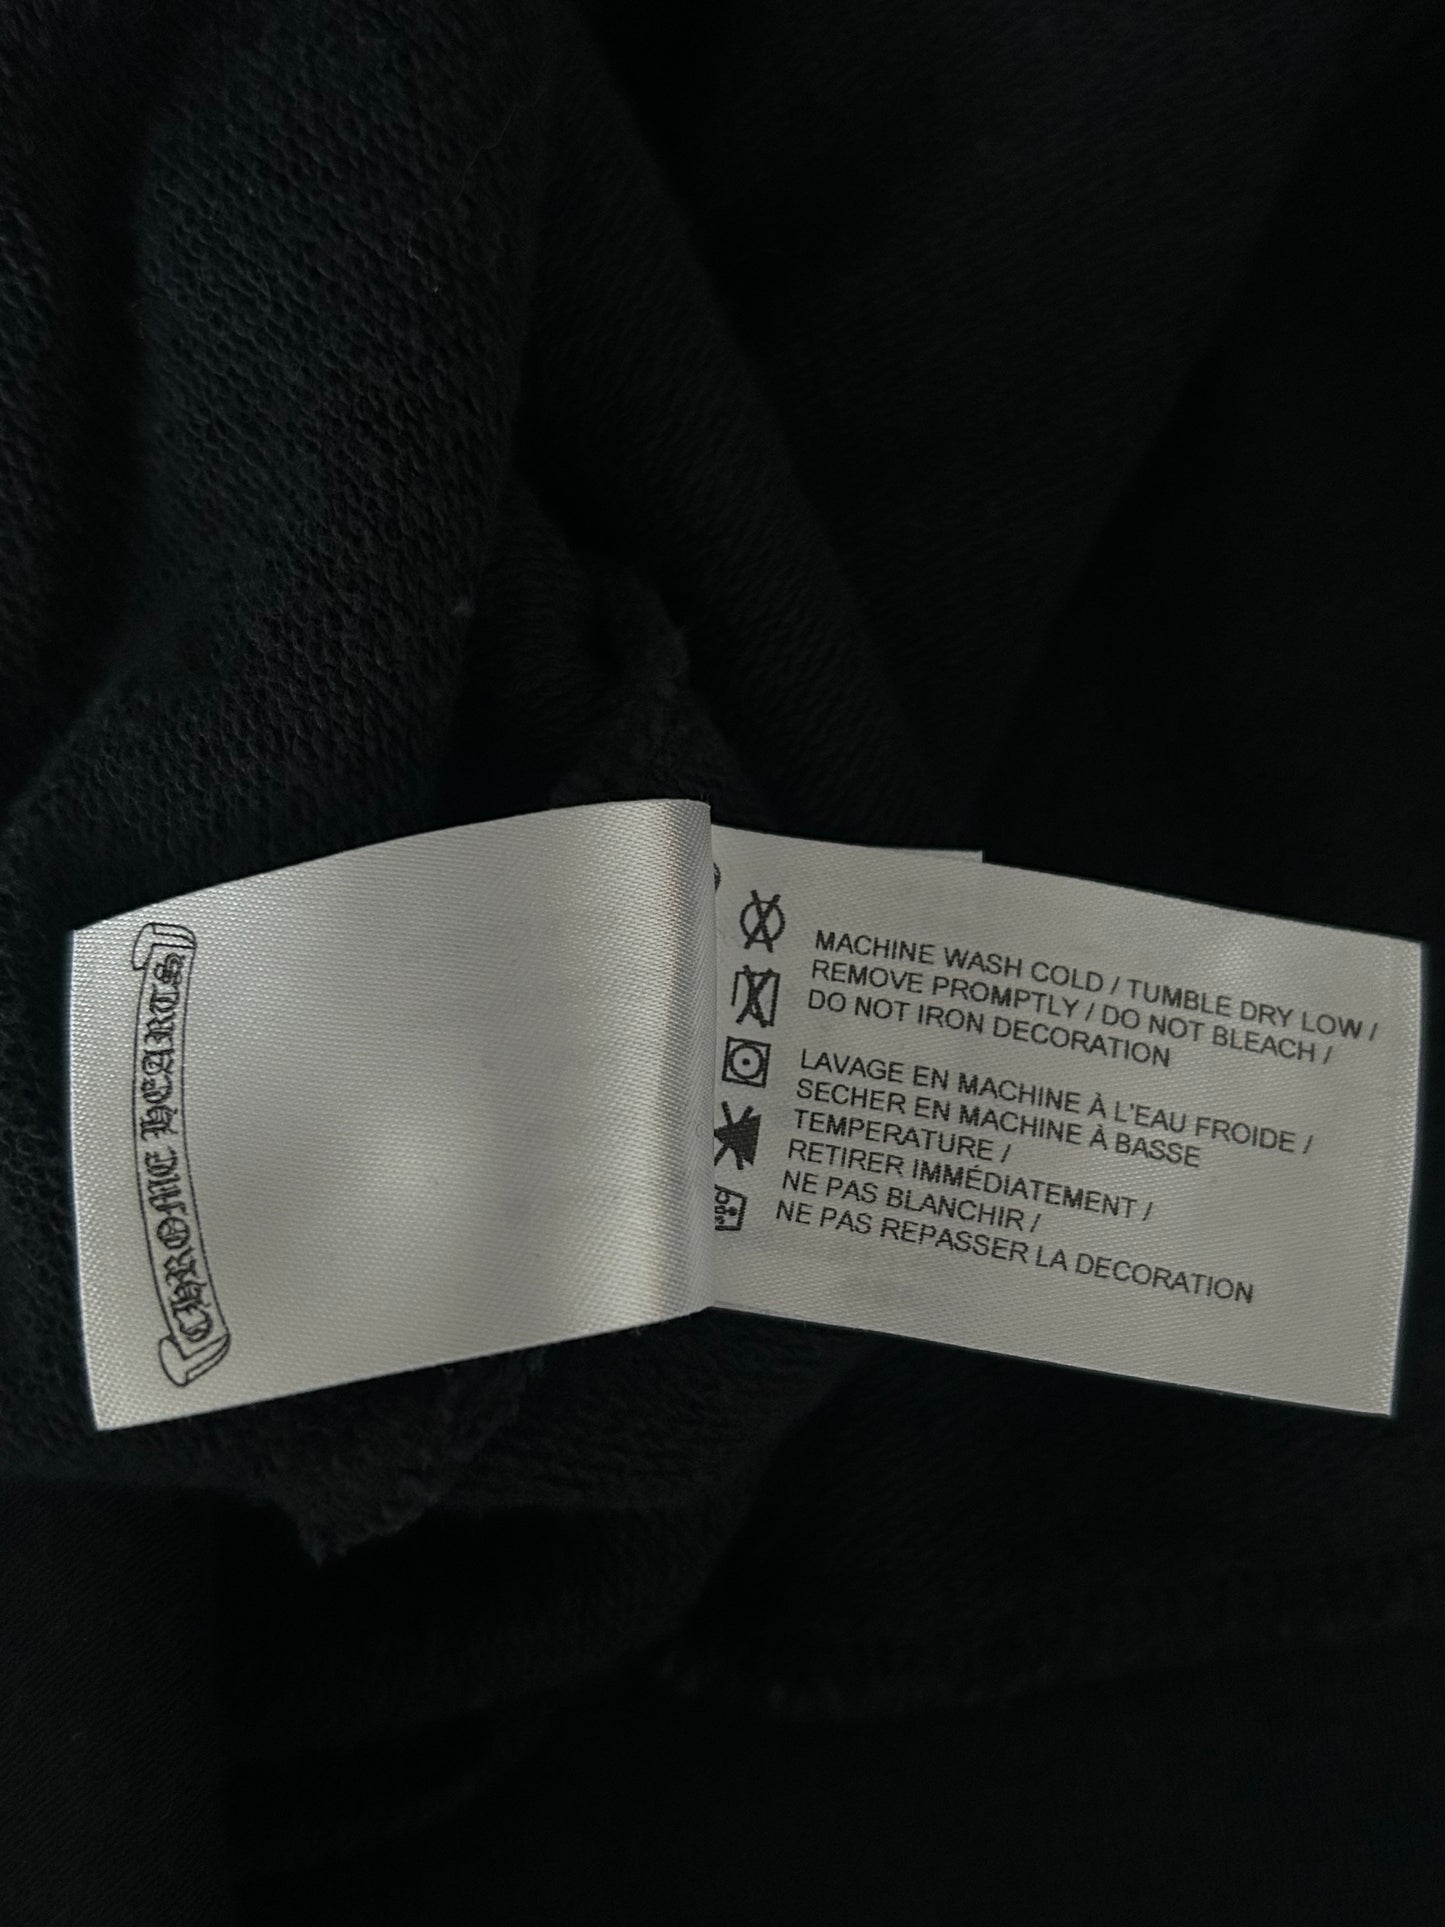 CHROME HEARTS
MACHINE WASH COLD / TUMBLE DRY LOW /
REMOVE PROMPTLY / DO NOT BLEACH /
DO NOT IRON DECORATION
LAVAGE EN MACHINE À L'EAU FROIDE /
SECHER EN MACHINE À BASSE
TEMPERATURE /
RETIRER IMMÉDIATEMENT /
NE PAS BLANCHIR /
NE PAS REPASSER LA DECORATION